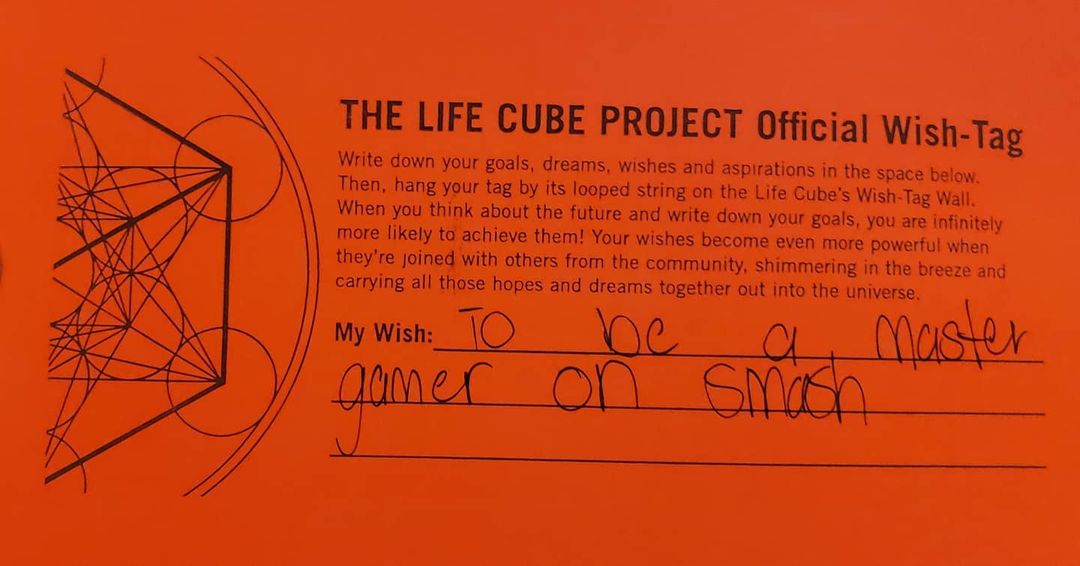 THE LIFE CUBE PROJECT Official Wish-Tag
Write down your goals, dreams, wishes and aspirations in the space below.
Then, hang your tag by its looped string on the Life Cube's Wish-Tag Wall.
When you think about the future and write down your goals, you are infinitely
more likely to achieve them! Your wishes become even more powerful when
they're joined with others from the community, shimmering in the breeze and
carrying all those hopes and dreams together out into the universe.
My Wish: To be a master
gamer on smash